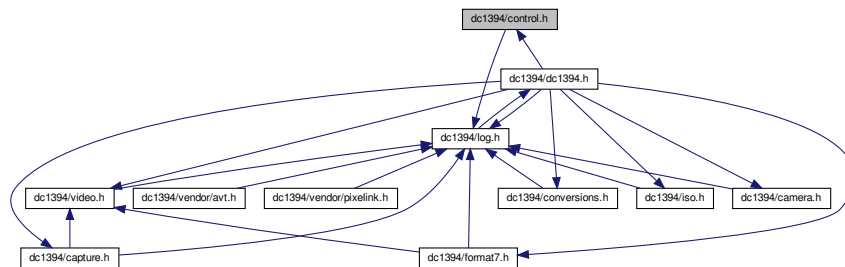 dc1394/control.h
dc1394/dc1394.h
dc1394/log.h
dc1394/video.h
dc1394/vendor/avt.h
dc1394/vendor/pixelink.h
dc1394/conversions.h
dc1394/iso.h
dc1394/camera.h
dc1394/capture.h
dc1394/format7.h